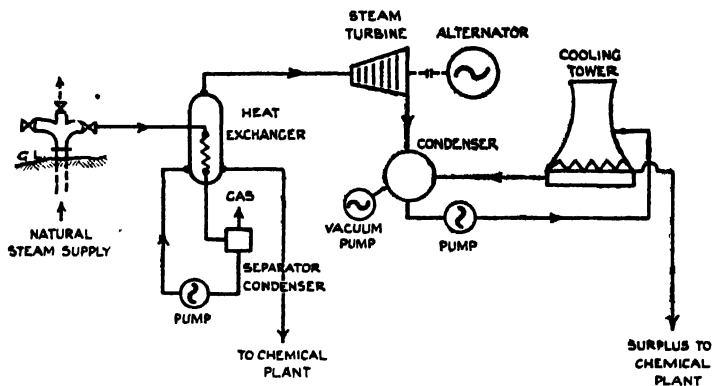 STEAM
TURBINE
ALTERNATOR
COOLING
TOWER
HEAT
EXCHANGER
CONDENSER
G.L.
GAS
NATURAL
STEAM SUPPLY
VACUUM
PUMP
PUMP
SEPARATOR
CONDENSER
PUMP
TO CHEMICAL
PLANT
SURPLUS TO
CHEMICAL
PLANT